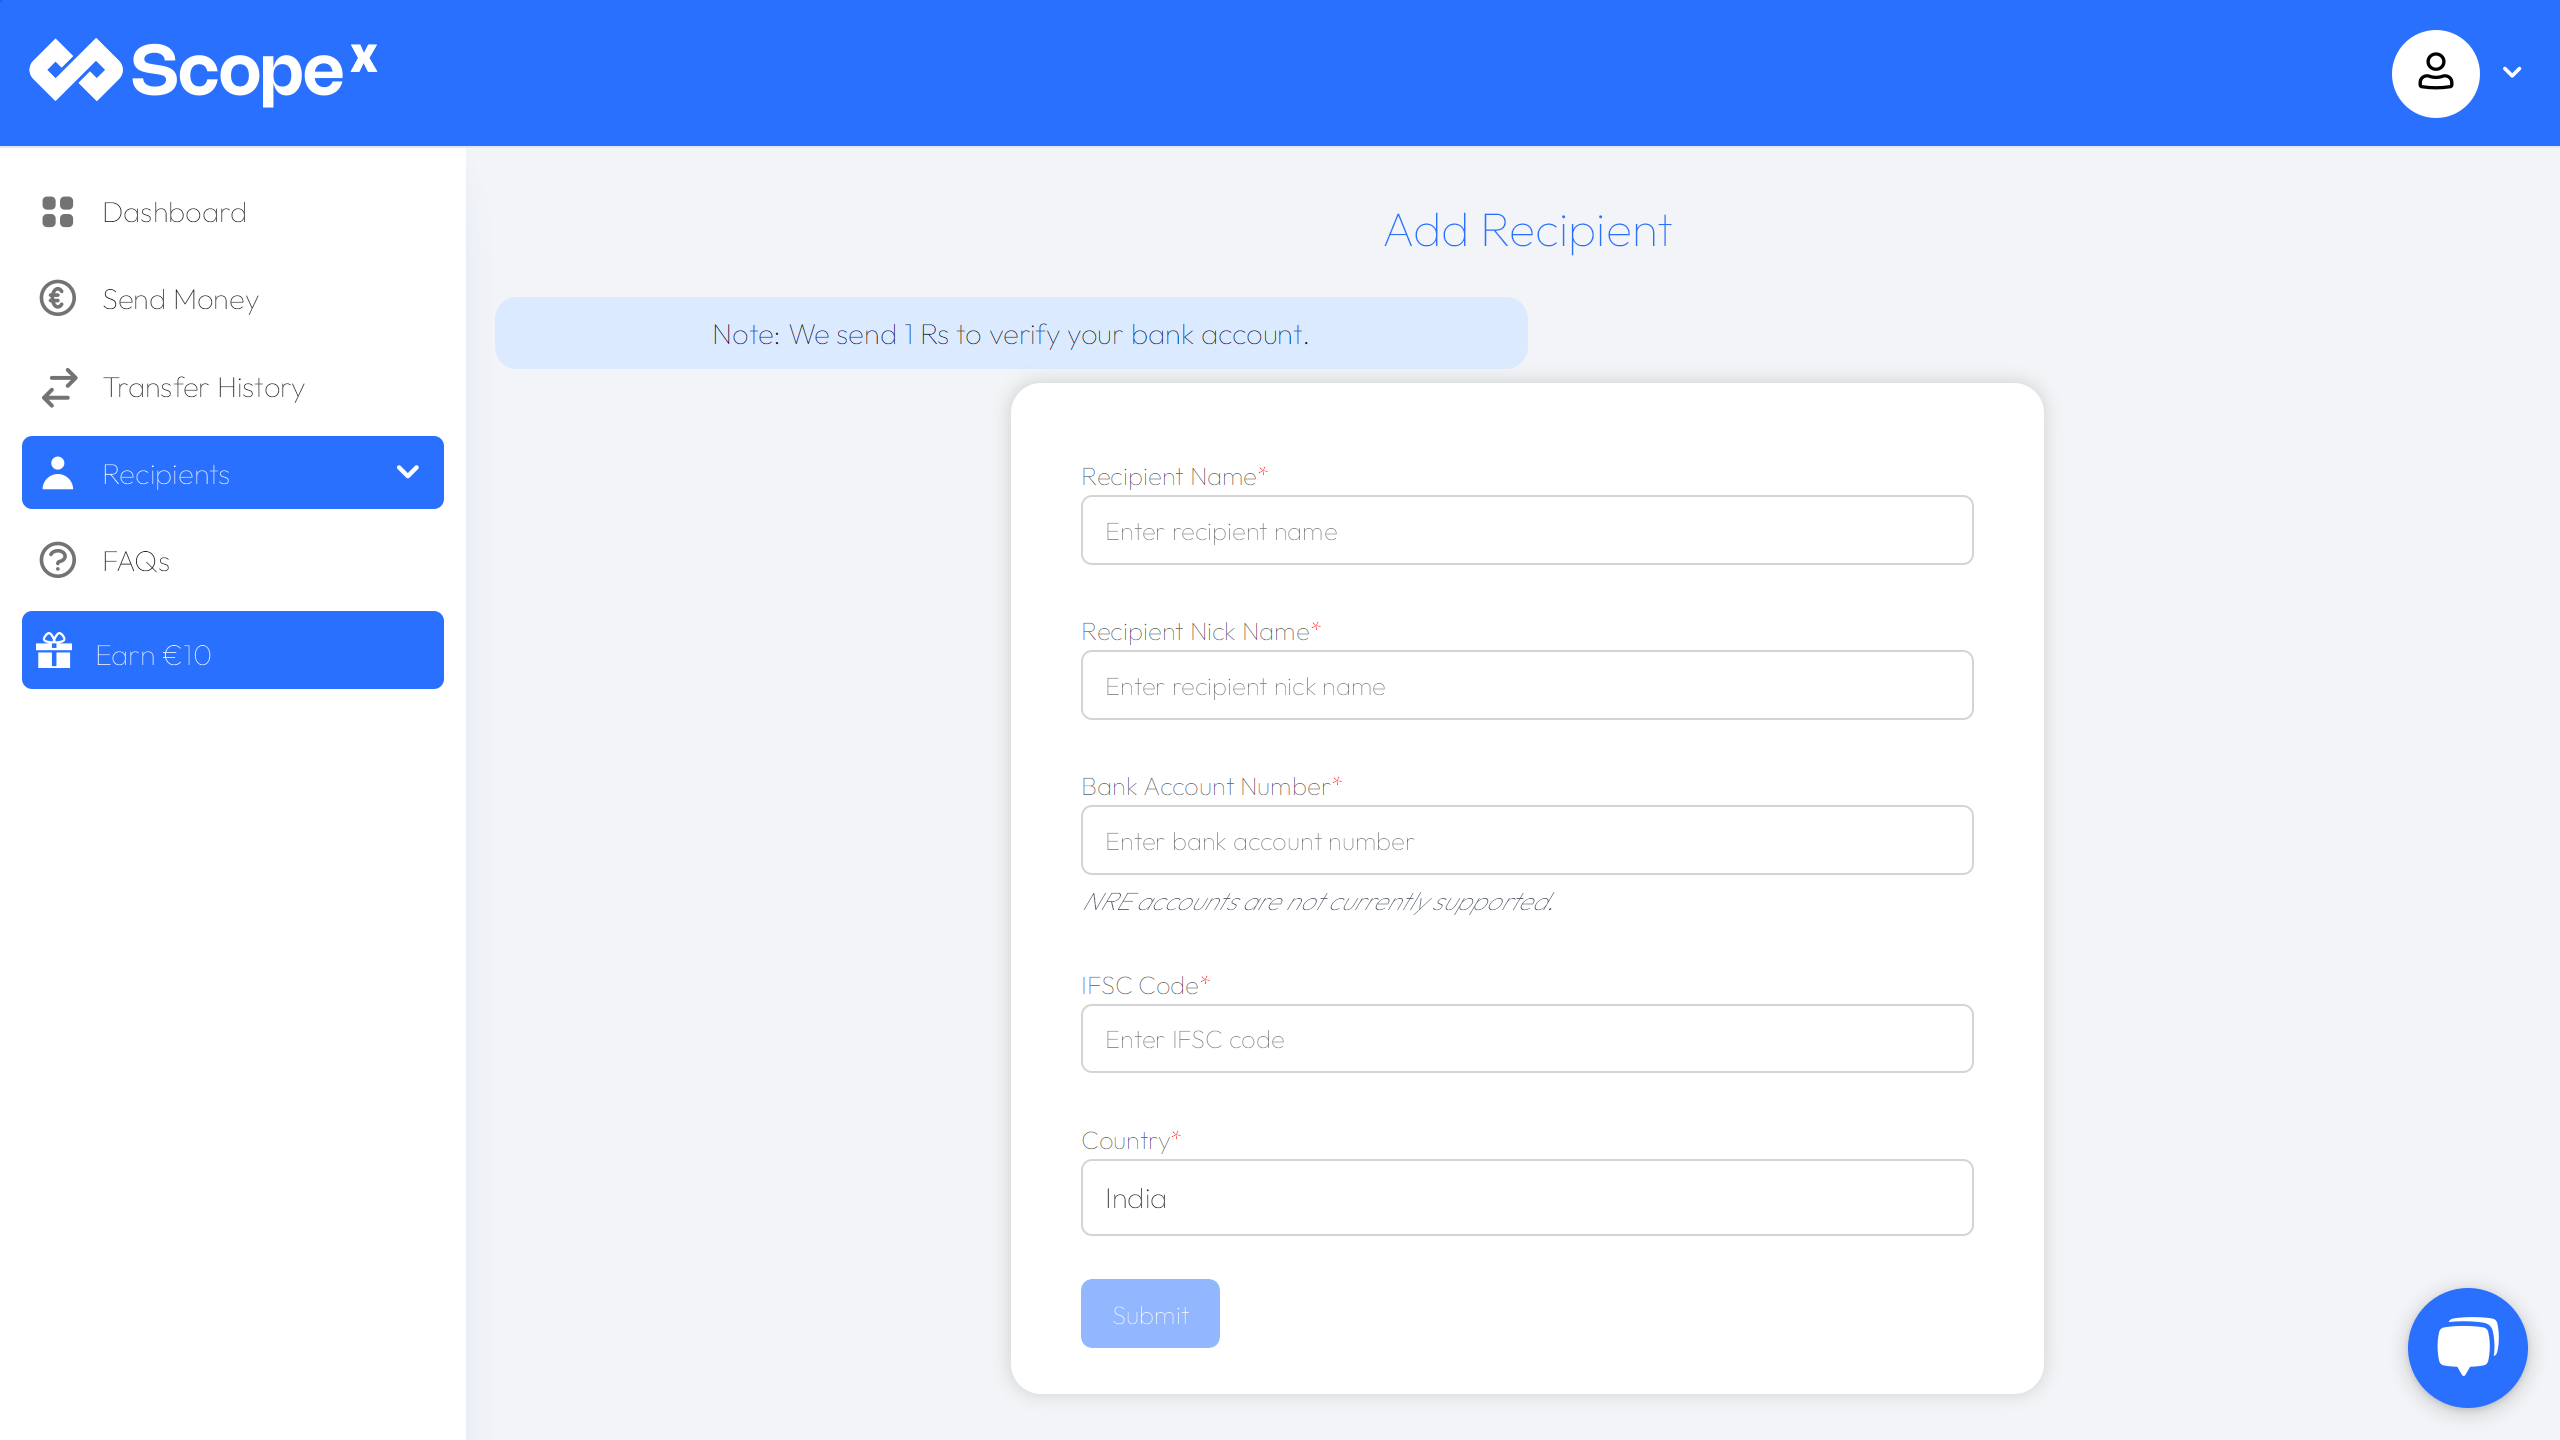 Scope x
Dashboard
Send Money
Transfer History
Recipients
FAQs
Earn €10
Add Recipient
Note: We send 1 Rs to verify your bank account.
Recipient Name*
Enter recipient name
Recipient Nick Name*
Enter recipient nick name
Bank Account Number*
Enter bank account number
NRE accounts are not currently supported.
IFSC Code*
Enter IFSC code
Country*
India
Submit